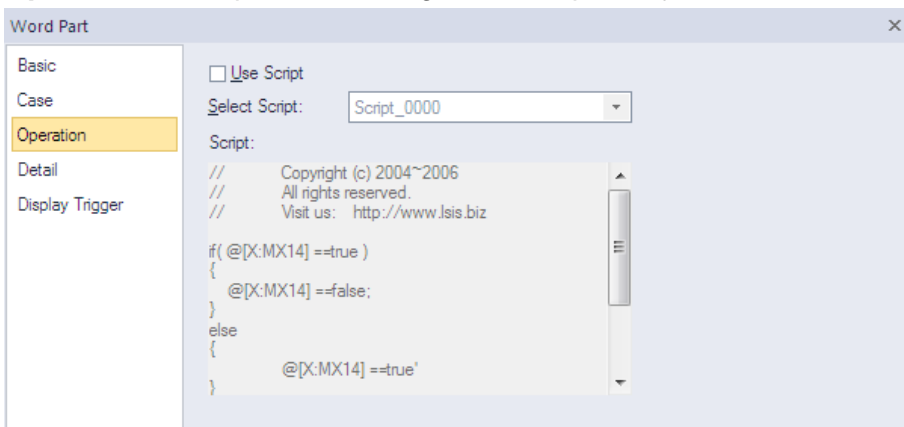 Word Part
Basic
Case
Operation
Detail
Display Trigger
Use Script
Select Script: Script_0000
Script:
// Copyright (c) 2004~2006
// All rights reserved.
// Visit us: http://www.lsis.biz
if( @[X:MX14] ==true )
{
@[X:MX14] ==false;
}
else
{
@[X:MX14] ==true'
}